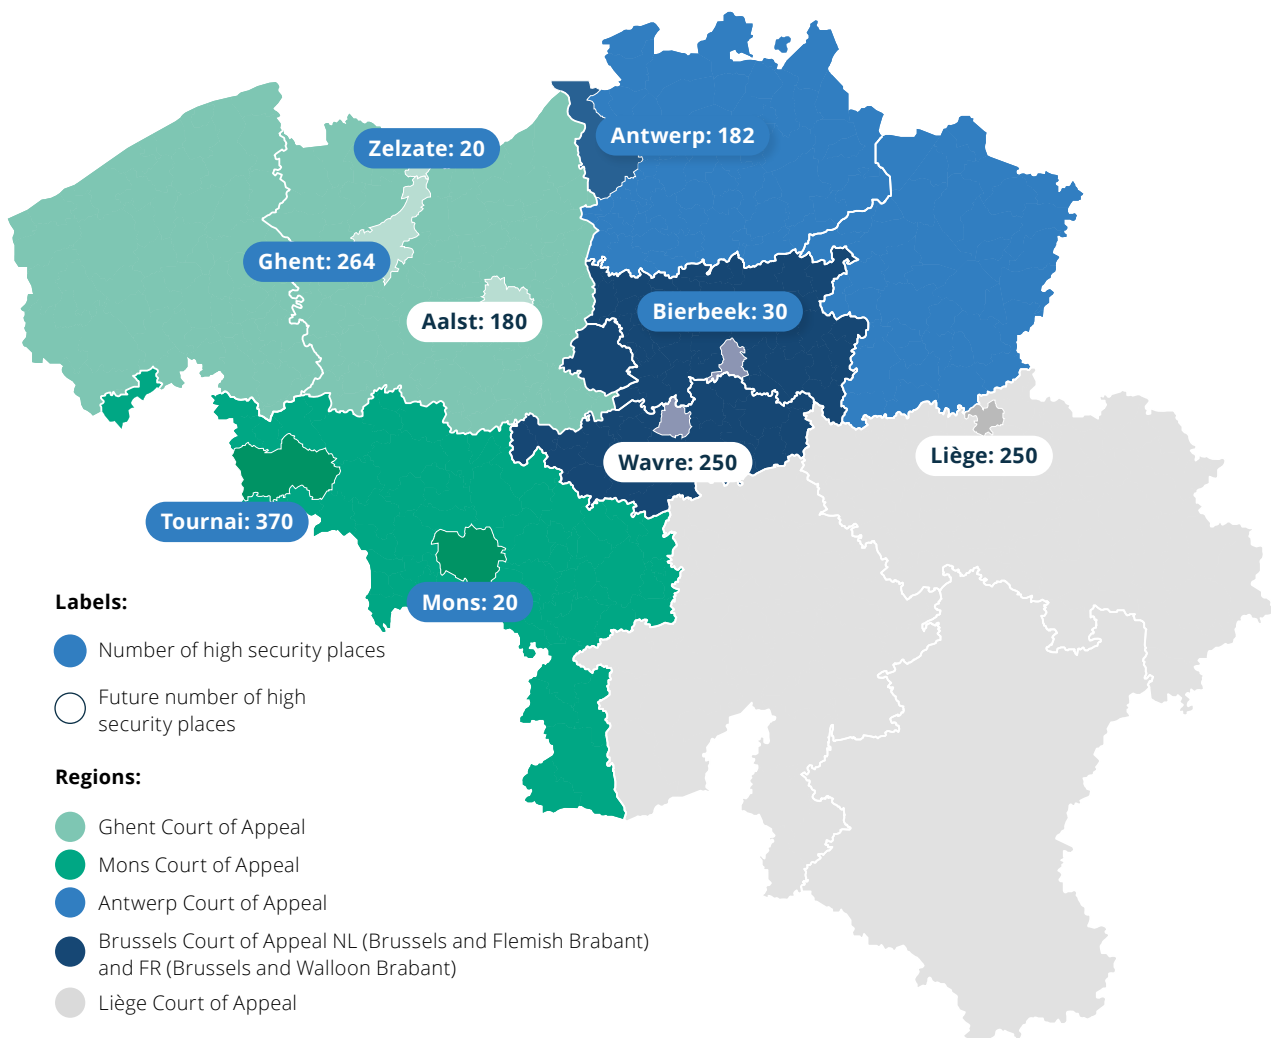 Antwerp: 182
Zelzate: 20
Ghent: 264
Aalst: 180
Bierbeek: 30
Wavre: 250
Liège: 250
Tournai: 370
Mons: 20
Labels:
Number of high security places
Future number of high
security places
Regions:
Ghent Court of Appeal
Mons Court of Appeal
Antwerp Court of Appeal
Brussels Court of Appeal NL (Brussels and Flemish Brabant)
and FR (Brussels and Walloon Brabant)
Liège Court of Appeal